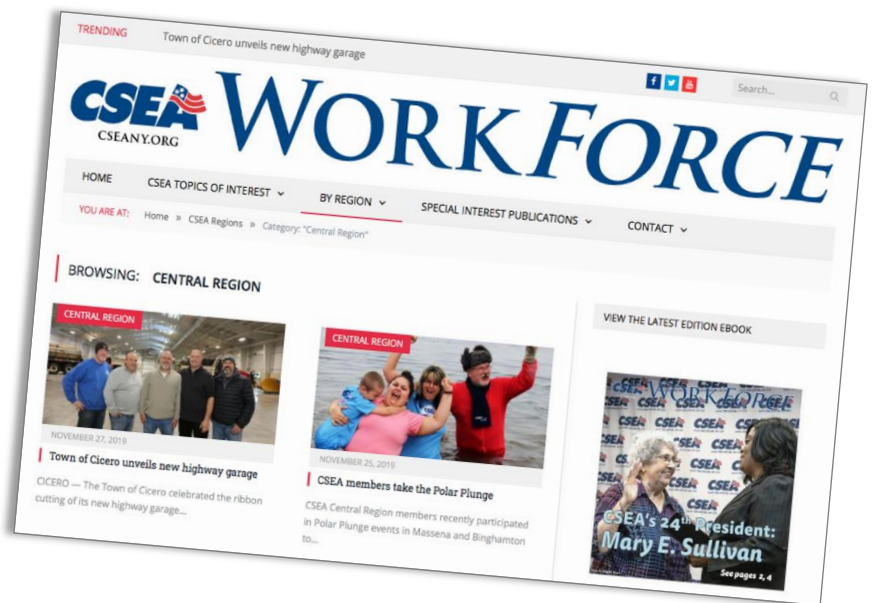 TRENDING Town of Cicero unveils new highway garage
Search...
CSEA WORKFORCE
CSEANY.ORG
HOME CSEA TOPICS OF INTEREST BY REGION SPECIAL INTEREST PUBLICATIONS CONTACT
YOU ARE AT: Home » CSEA Regions » Category: "Central Region"
BROWSING: CENTRAL REGION
CENTRAL REGION
NOVEMBER 27, 2019
Town of Cicero unveils new highway garage
CICERO — The Town of Cicero celebrated the ribbon
cutting of its new highway garage...
CENTRAL REGION
NOVEMBER 25, 2019
CSEA members take the Polar Plunge
CSEA Central Region members recently participated
in Polar Plunge events in Massena and Binghamton
to...
VIEW THE LATEST EDITION EBOOK
WORKFORCE
CSEA's 24th President:
Mary E. Sullivan
See pages 2, 4